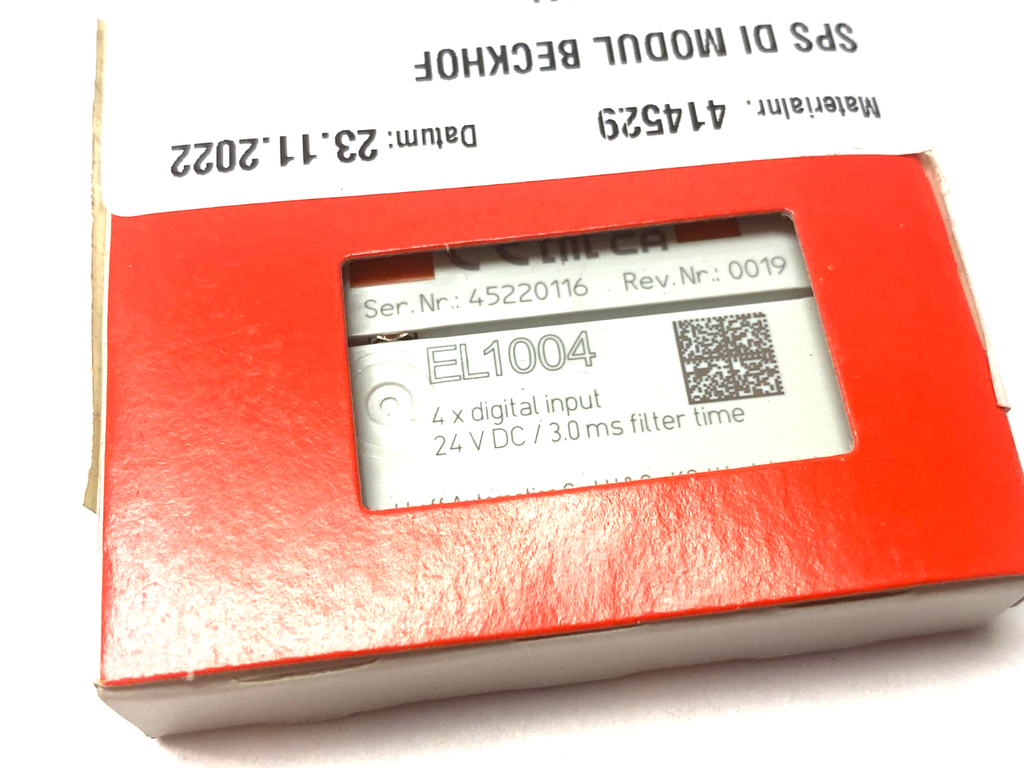 SPS DI MODUL BECKHOF
Materialnr. 414529 Datum: 23.11.2022
Ser.Nr.: 45220116 Rev.Nr.: 0019
EL1004
4 x digital input
24 V DC / 3.0 ms filter time